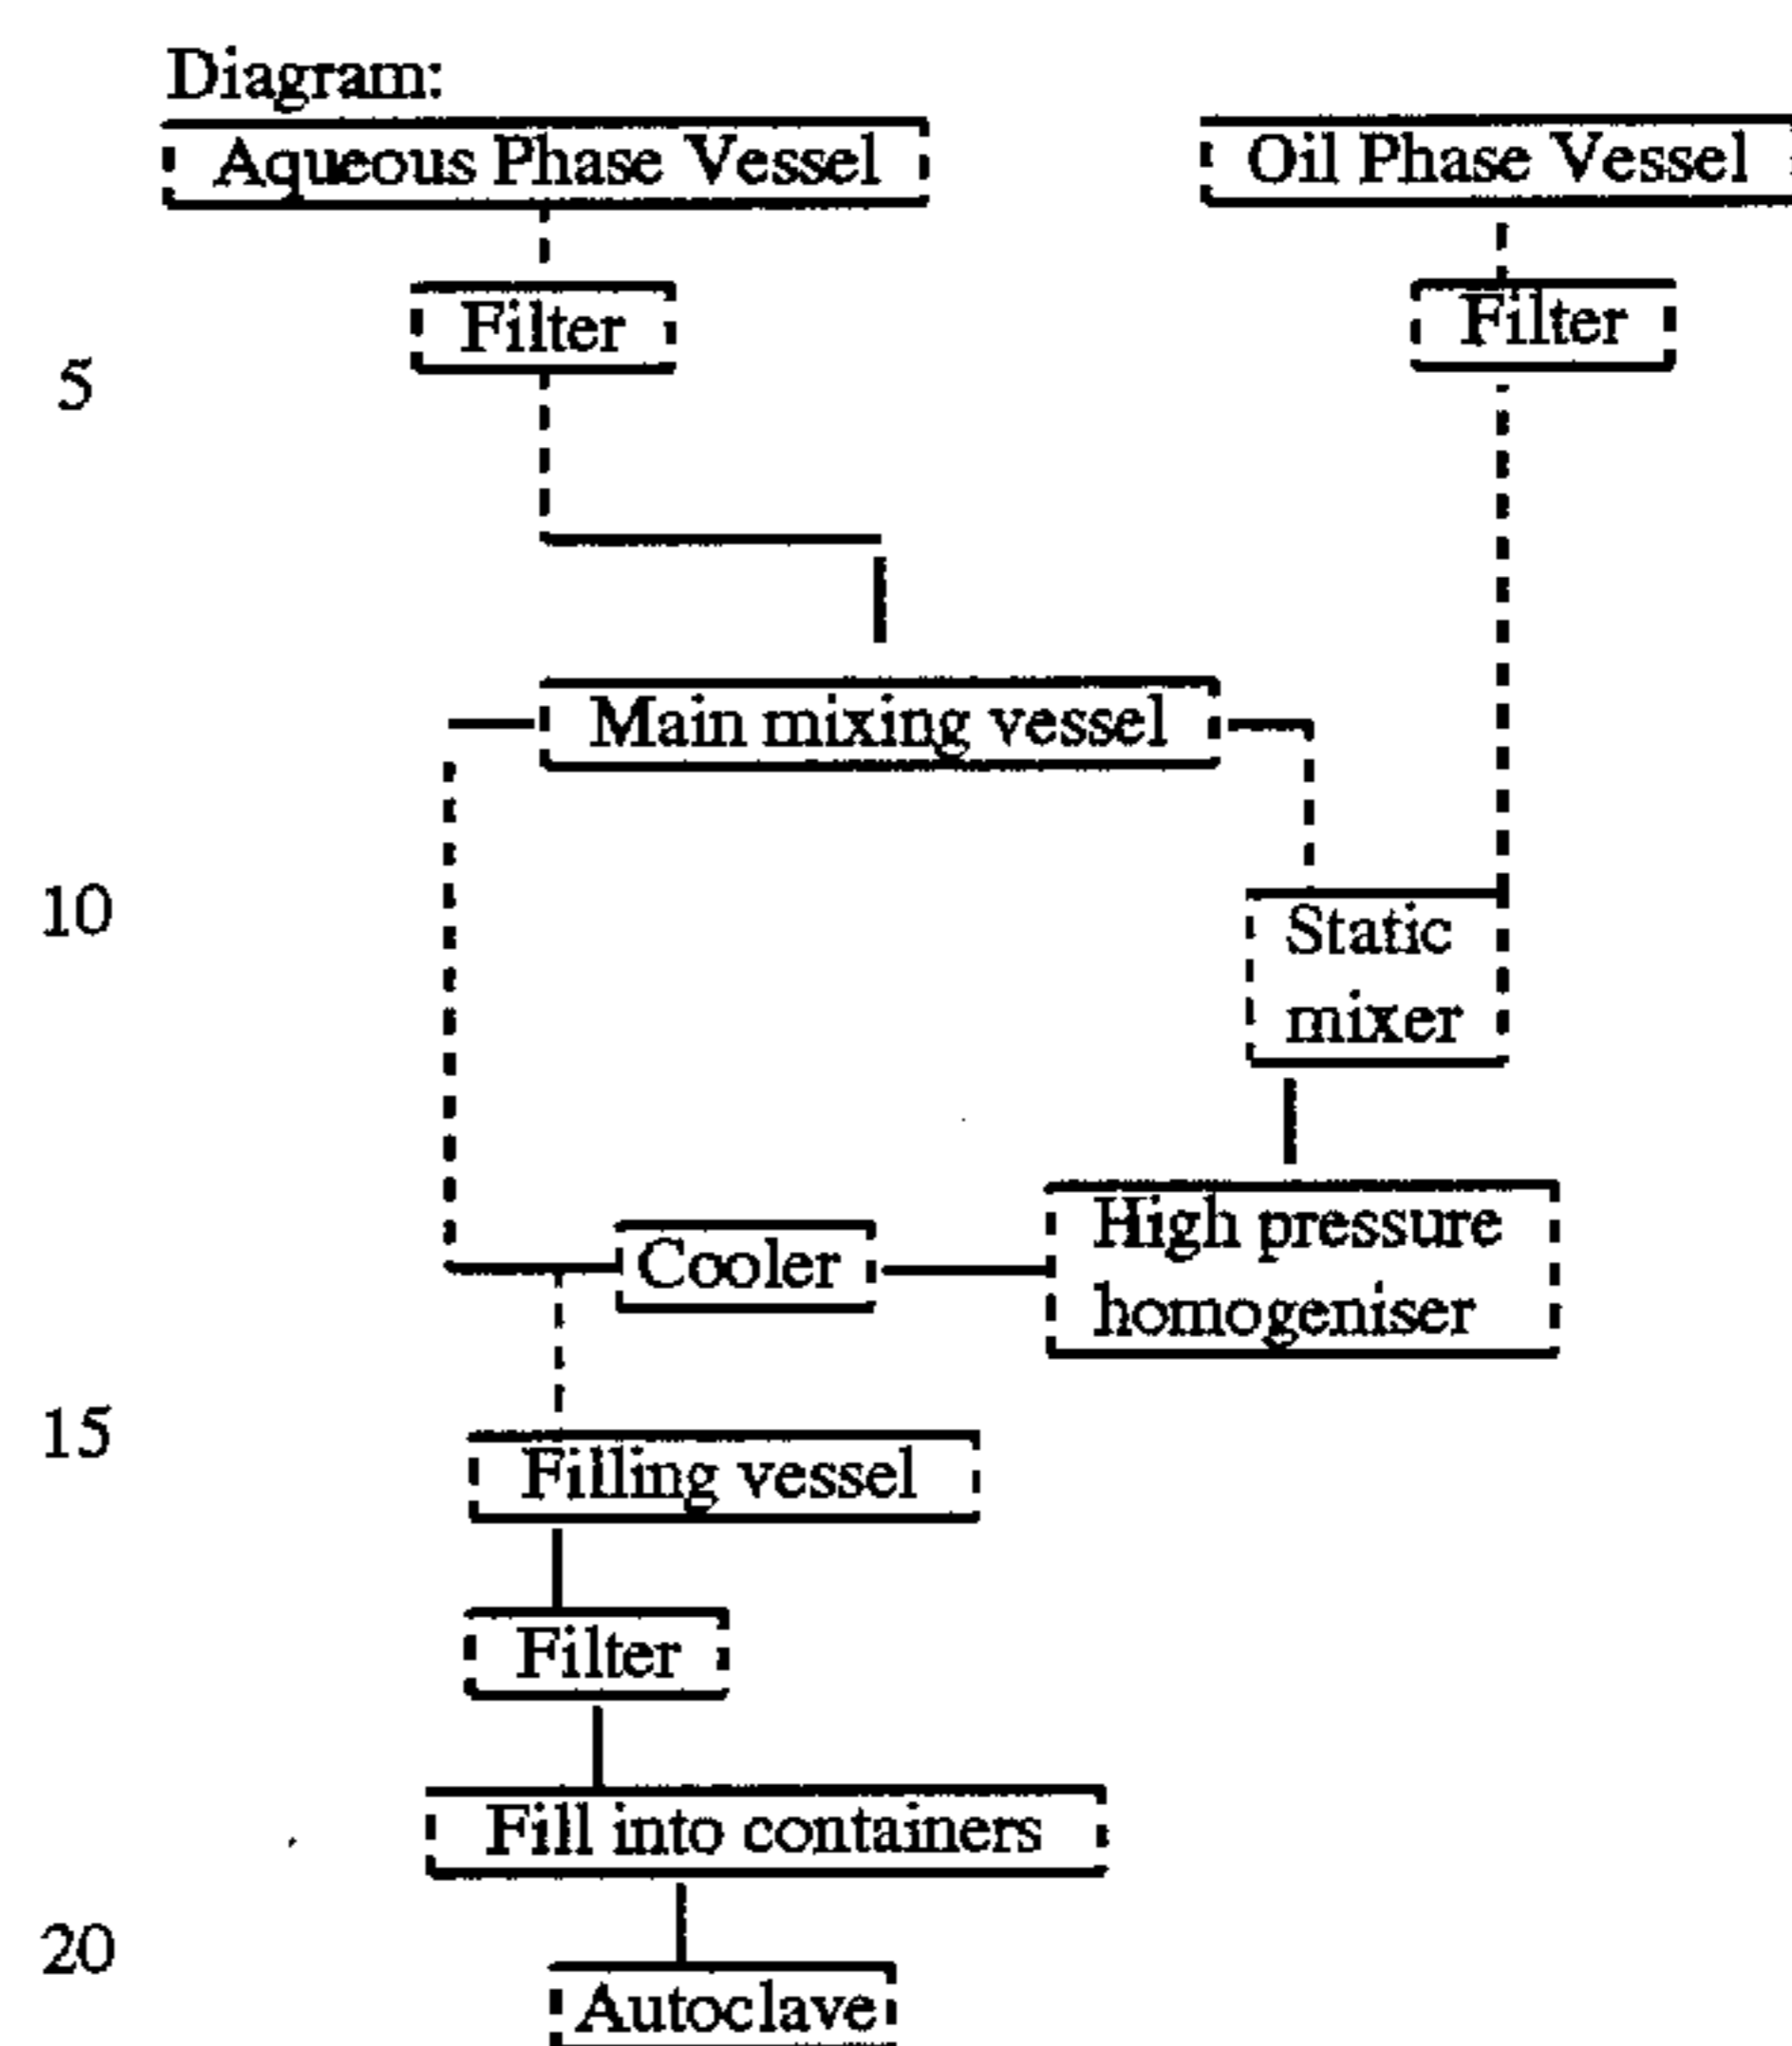 Diagram:
Aqueous Phase Vessel
Oil Phase Vessel
Filter
Filter
5
Main mixing vessel
10
Static
mixer
High pressure
Cooler
homogeniser
15
Filling vessel
Filter
Fill into containers
20
Autoclave